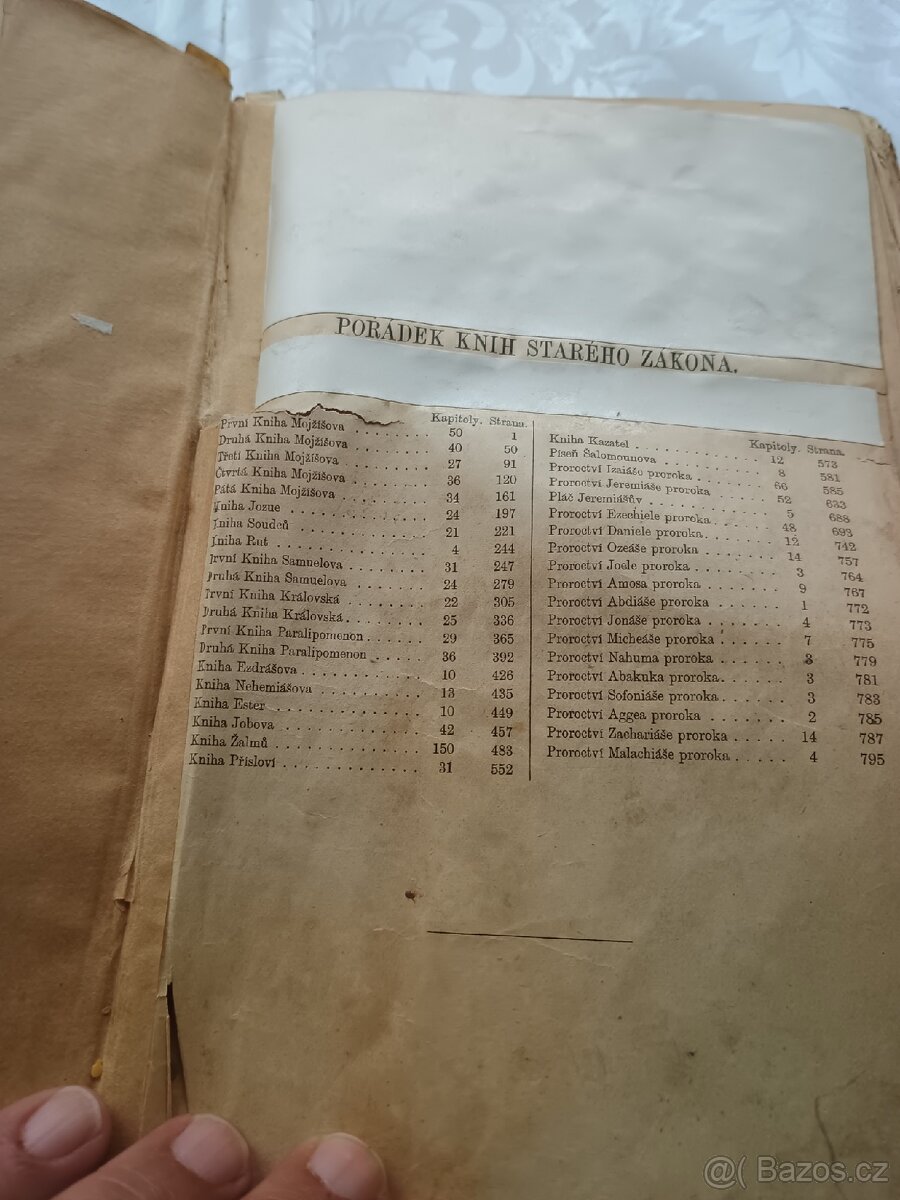 POŘÁDEK KNIH STARÉHO ZÁKONA.
Kapitoly. Strana.
První Kniha Mojžíšova . . . . . . . . 50 1
Druhá Kniha Mojžíšova . . . . . . . . 40 50
Třetí Kniha Mojžíšova . . . . . . . . 27 91
Čtvrtá Kniha Mojžíšova . . . . . . . . 36 120
Pátá Kniha Mojžíšova . . . . . . . . 34 161
Kniha Jozue . . . . . . . . 24 197
Kniha Soudců . . . . . . . . 21 221
Kniha Rut . . . . . . . . 4 244
První Kniha Samuelova . . . . . . . . 31 247
Druhá Kniha Samuelova . . . . . . . . 24 279
První Kniha Královská . . . . . . . . 22 305
Druhá Kniha Královská . . . . . . . . 25 336
První Kniha Paralipomenon . . . . . . 29 365
Druhá Kniha Paralipomenon . . . . . . 36 392
Kniha Ezdrášova . . . . . . . . 10 426
Kniha Nehemiášova . . . . . . . . 13 435
Kniha Ester . . . . . . . . 10 449
Kniha Jobova . . . . . . . . 42 457
Kniha Žalmů . . . . . . . . 150 483
Kniha Přísloví . . . . . . . . 31 552
Kapitoly. Strana.
Kniha Kazatel . . . . . . . . 12 573
Píseň Šalomounova . . . . . . . . 8 581
Proroctví Izaiášo proroka . . . . . . 66 585
Proroctví Jeremiáše proroka . . . . . 52 633
Pláč Jeremiášův . . . . . . . . 5 688
Proroctví Ezechiele proroka . . . . . 48 693
Proroctví Daniele proroka . . . . . . 12 742
Proroctví Ozeáše proroka . . . . . . 14 757
Proroctví Joele proroka . . . . . . 3 764
Proroctví Amosa proroka . . . . . . 9 767
Proroctví Abdiáše proroka . . . . . . 1 772
Proroctví Jonáše proroka . . . . . . 4 773
Proroctví Micheáše proroka . . . . . . 7 775
Proroctví Nahuma proroka . . . . . . 3 779
Proroctví Abakuka proroka . . . . . . 3 781
Proroctví Sofoniáše proroka . . . . . 3 783
Proroctví Aggea proroka . . . . . . 2 785
Proroctví Zachariáše proroka . . . . . 14 787
Proroctví Malachiáše proroka . . . . . 4 795
@ Bazos.cz